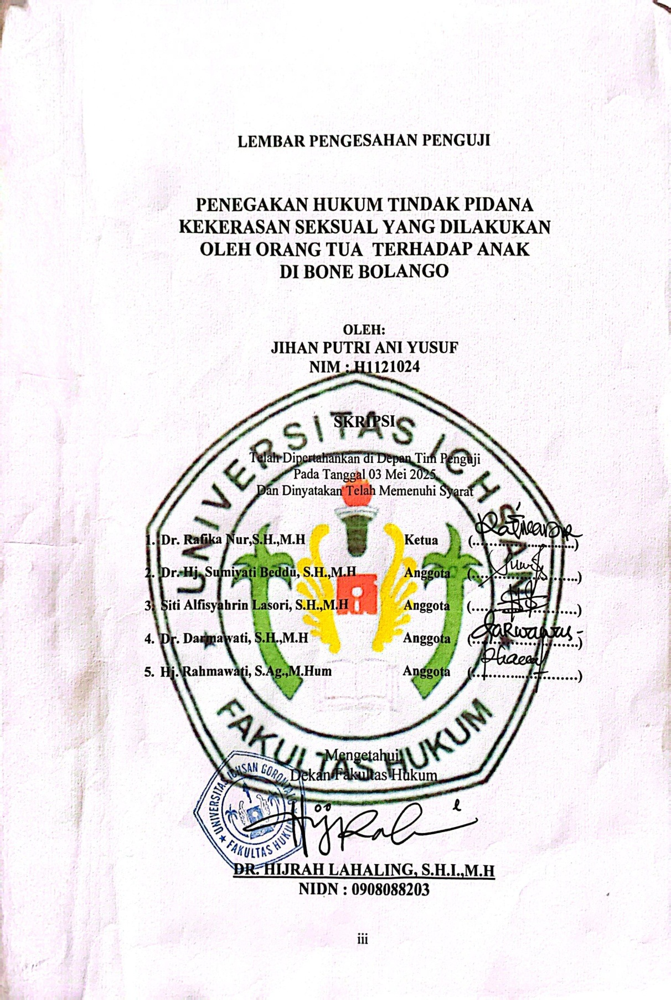 LEMBAR PENGESAHAN PENGUJI
PENEGAKAN HUKUM TINDAK PIDANA
KEKERASAN SEKSUAL YANG DILAKUKAN
OLEH ORANG TUA TERHADAP ANAK
DI BONE BOLANGO
OLEH:
JIHAN PUTRI ANI YUSUF
NIM : H1121024
UNIVERSITAS ICHSAN
SKRIPSI
Telah Dipertahankan di Depan Tim Penguji
Pada Tanggal 03 Mei 2025
Dan Dinyatakan Telah Memenuhi Syarat
1. Dr. Rafika Nur,S.H.,M.H Ketua (..............................)
2. Dr. Hj. Sumiyati Beddu, S.H.,M.H Anggota (..............................)
3. Siti Alfisyahrin Lasori, S.H.,M.H Anggota (..............................)
4. Dr. Darmawati, S.H.,M.H Anggota (..............................)
5. Hj. Rahmawati, S.Ag.,M.Hum Anggota (..............................)
FAKULTAS HUKUM
Mengetahui
Dekan Fakultas Hukum
UNIVERSITAS ICHSAN GORONTALO
FAKULTAS HUKUM
DR. HIJRAH LAHALING, S.H.I.,M.H
NIDN : 0908088203
iii